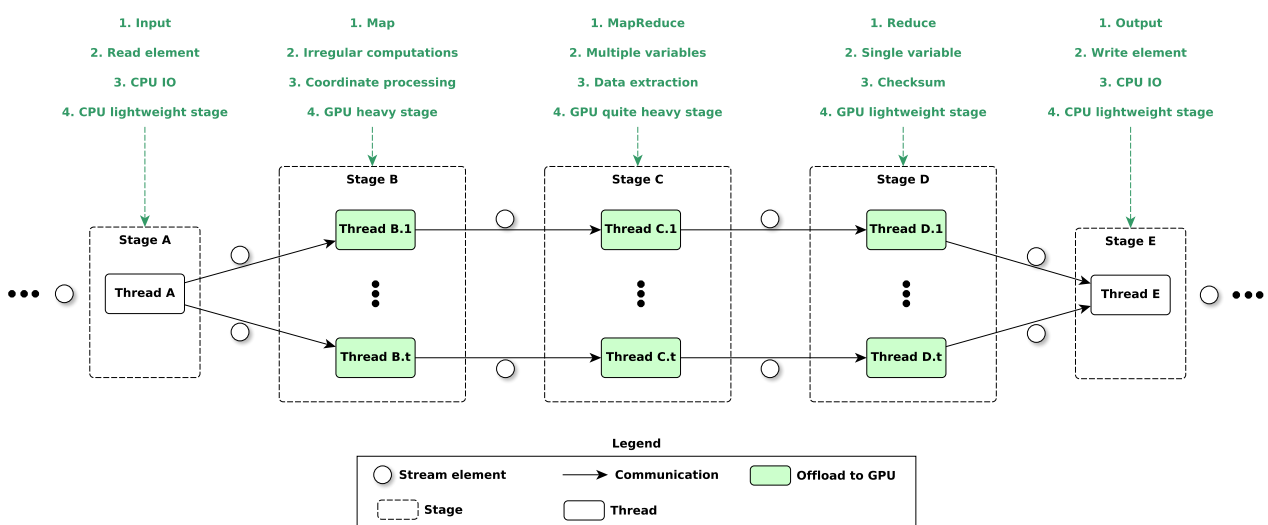 1. Input
2. Read element
3. CPU IO
4. CPU lightweight stage
1. Map
2. Irregular computations
3. Coordinate processing
4. GPU heavy stage
1. MapReduce
2. Multiple variables
3. Data extraction
4. GPU quite heavy stage
1. Reduce
2. Single variable
3. Checksum
4. GPU lightweight stage
1. Output
2. Write element
3. CPU IO
4. CPU lightweight stage
Stage A
Thread A
Stage B
Thread B.1
Thread B.t
Stage C
Thread C.1
Thread C.t
Stage D
Thread D.1
Thread D.t
Stage E
Thread E
Legend
Stream element
Communication
Offload to GPU
Stage
Thread